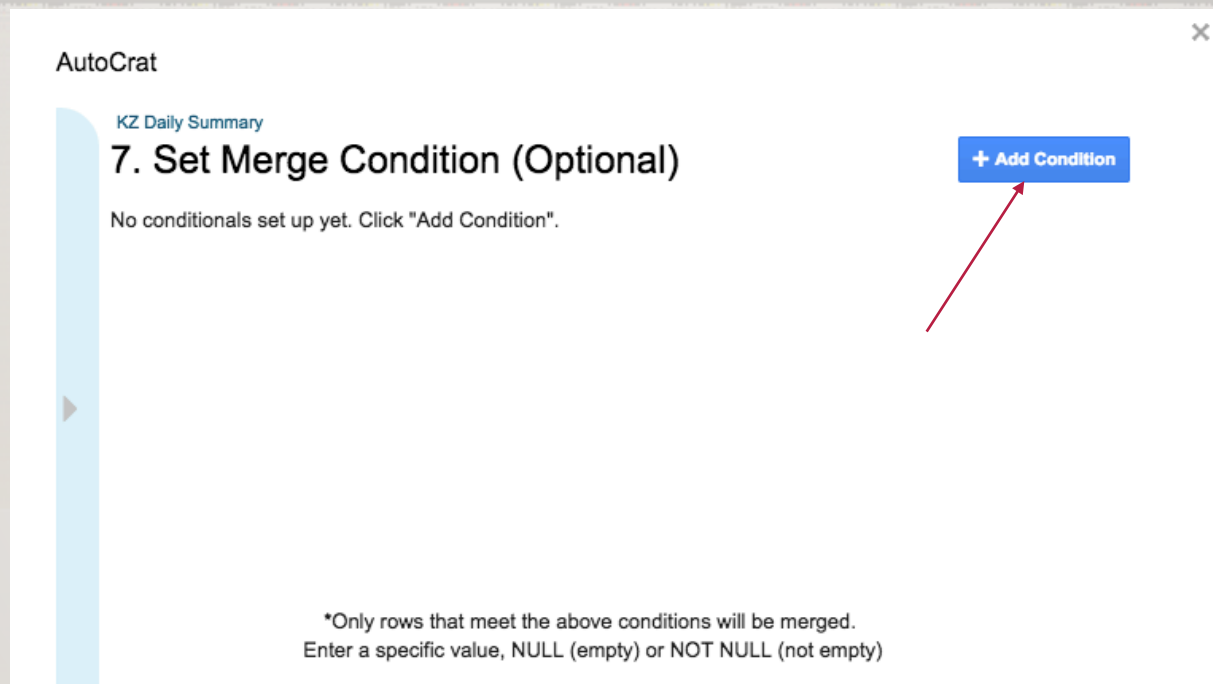 AutoCrat
KZ Daily Summary
7. Set Merge Condition (Optional)
+ Add Condition
No conditionals set up yet. Click "Add Condition".
*Only rows that meet the above conditions will be merged.
Enter a specific value, NULL (empty) or NOT NULL (not empty)